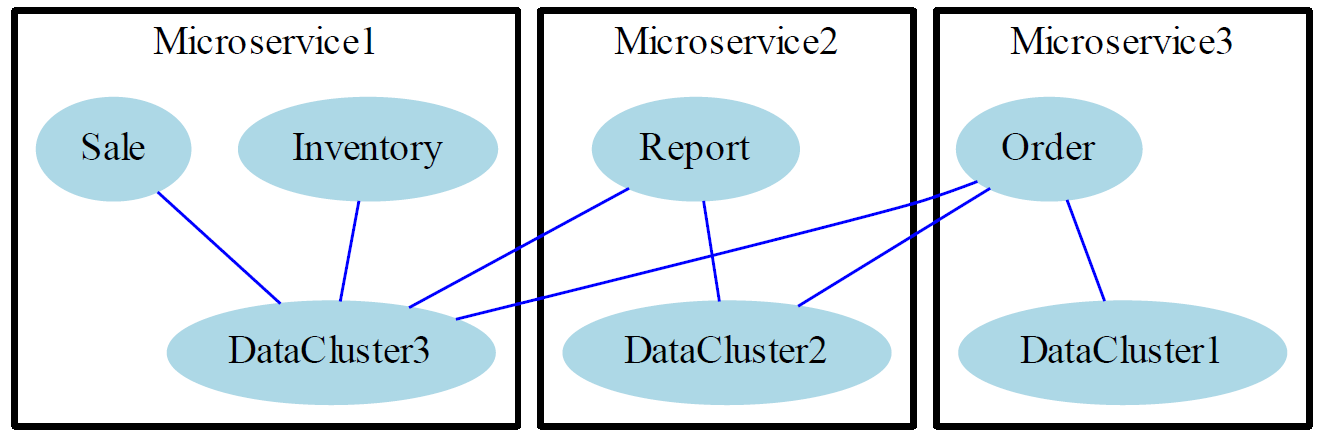 Microservice1
Microservice2
Microservice3
Sale
Inventory
Report
Order
DataCluster3
DataCluster2
DataCluster1